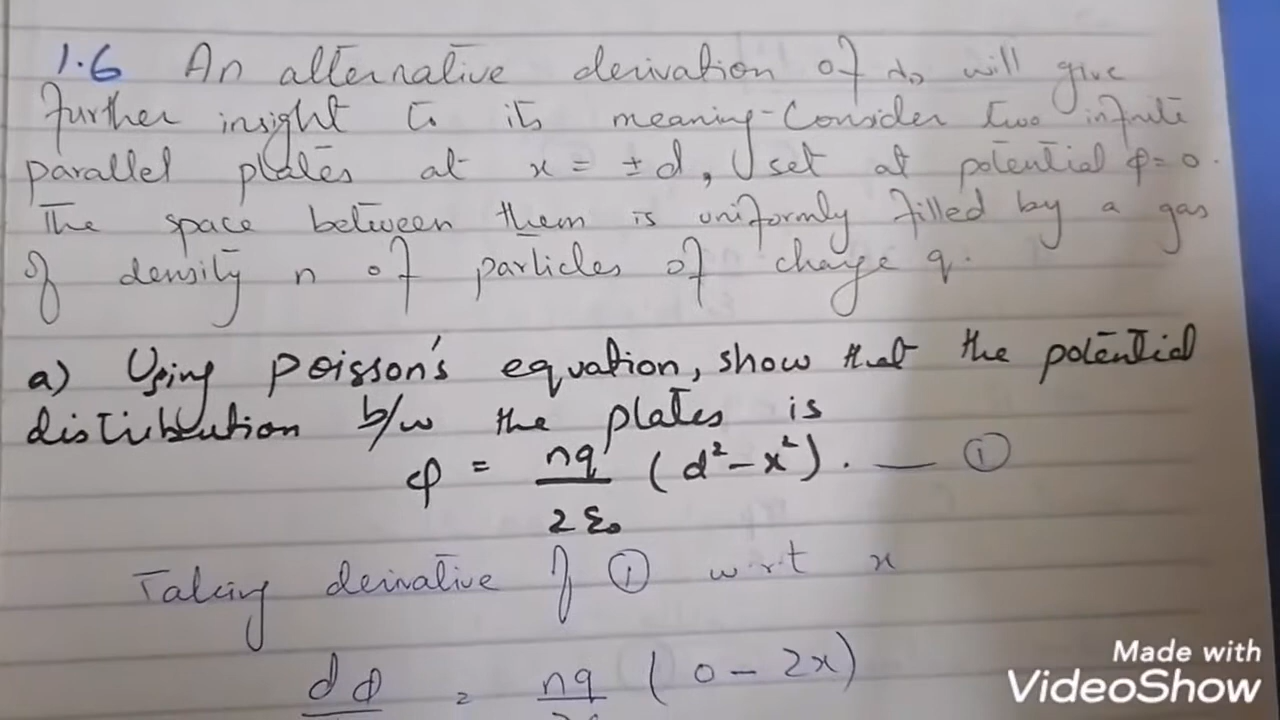 1.6 An alternative derivation of λD will give
further insight to its meaning - Consider two infinite
parallel plates at x = ± d, set at potential φ = 0.
The space between them is uniformly filled by a gas
of density n of particles of charge q.
a) Using Poisson's equation, show that the potential
distribution b/w the plates is
φ = nq/2ε₀ (d² - x²). — ①
Taking derivative of ① w.r.t x
dφ = nq ( 0 - 2x)
Made with
VideoShow